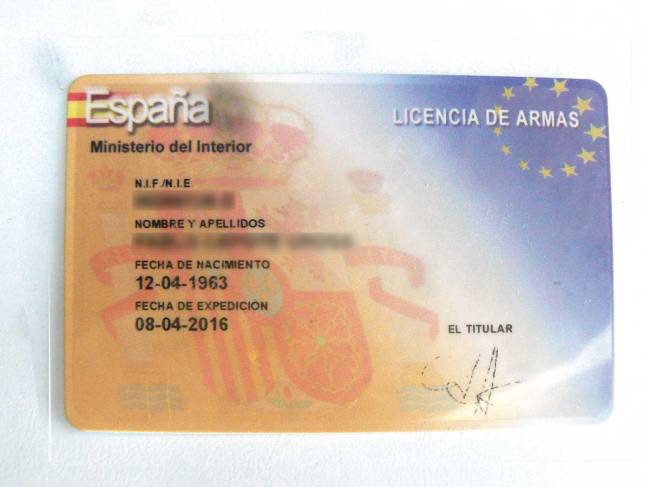 España
LICENCIA DE ARMAS
Ministerio del Interior
N.I.F./N.I.E
NOMBRE Y APELLIDOS
FECHA DE NACIMIENTO
12-04-1963
FECHA DE EXPEDICIÓN
08-04-2016
EL TITULAR